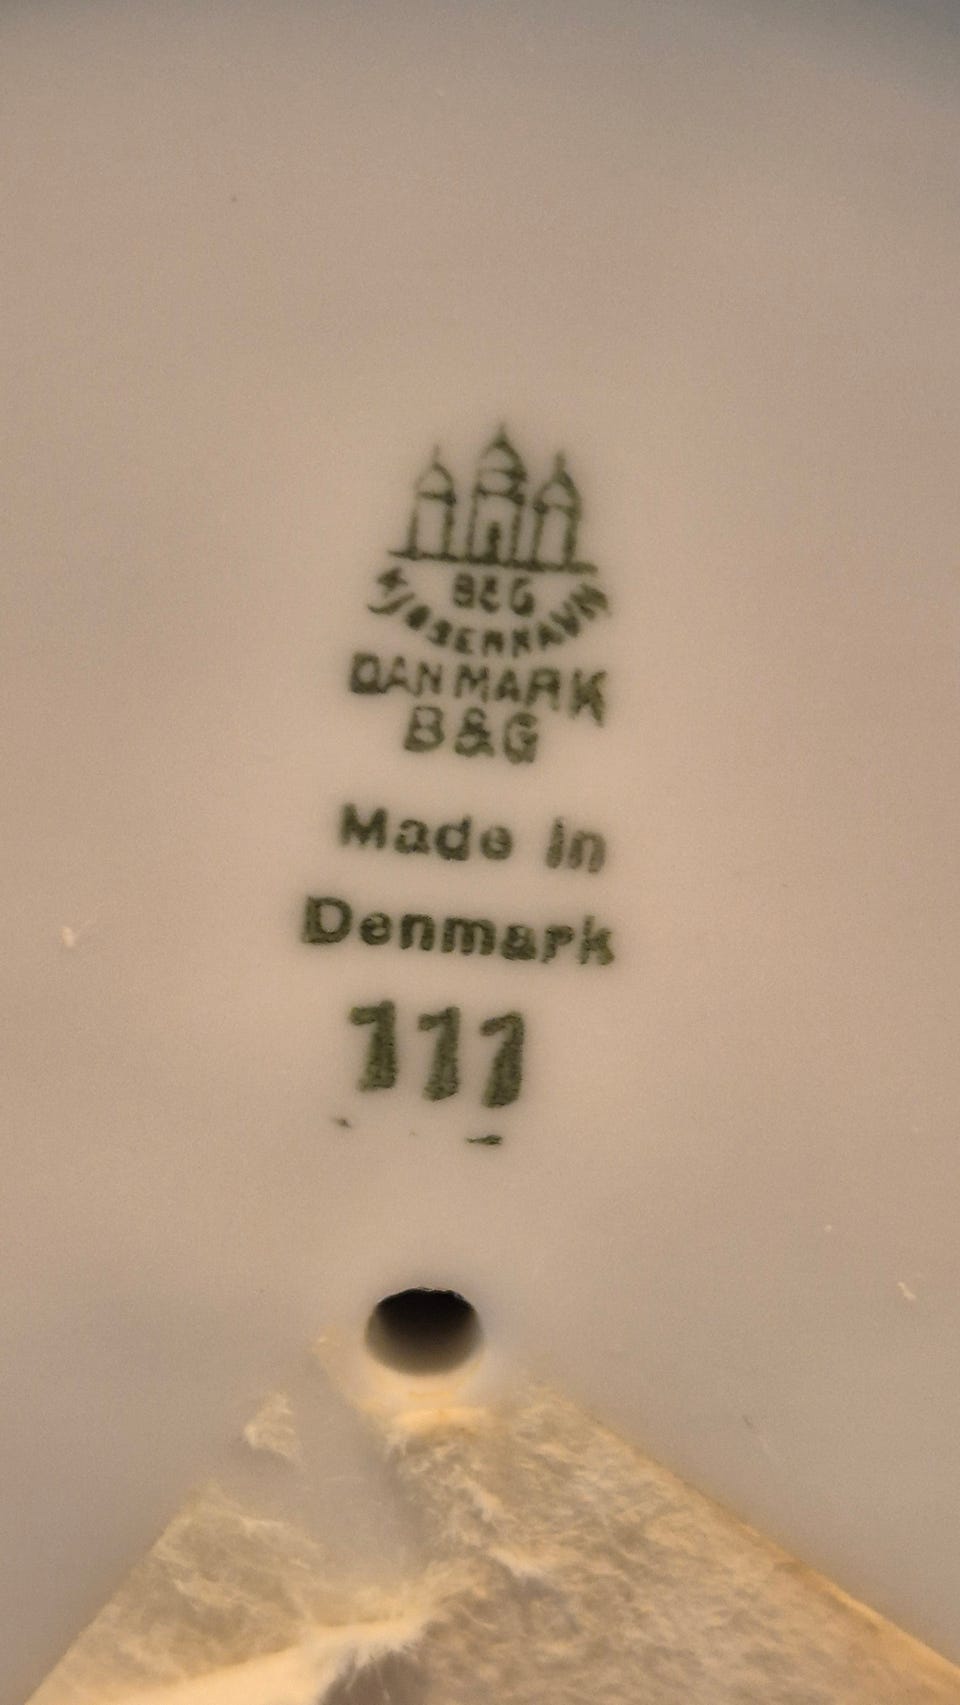 B&G
KJØBENHAVN
DANMARK
B&G
Made in
Denmark
111